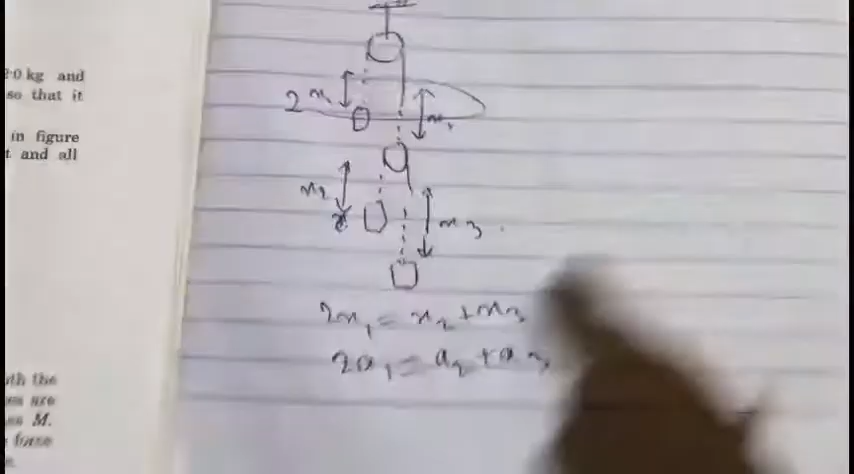 2.0 kg and
so that it
in figure
t and all
2 x
x₁
x₂
x₃
2x₁ = x₂ + x₃
2a₁ = a₂ + a₃
the
are
M.
force